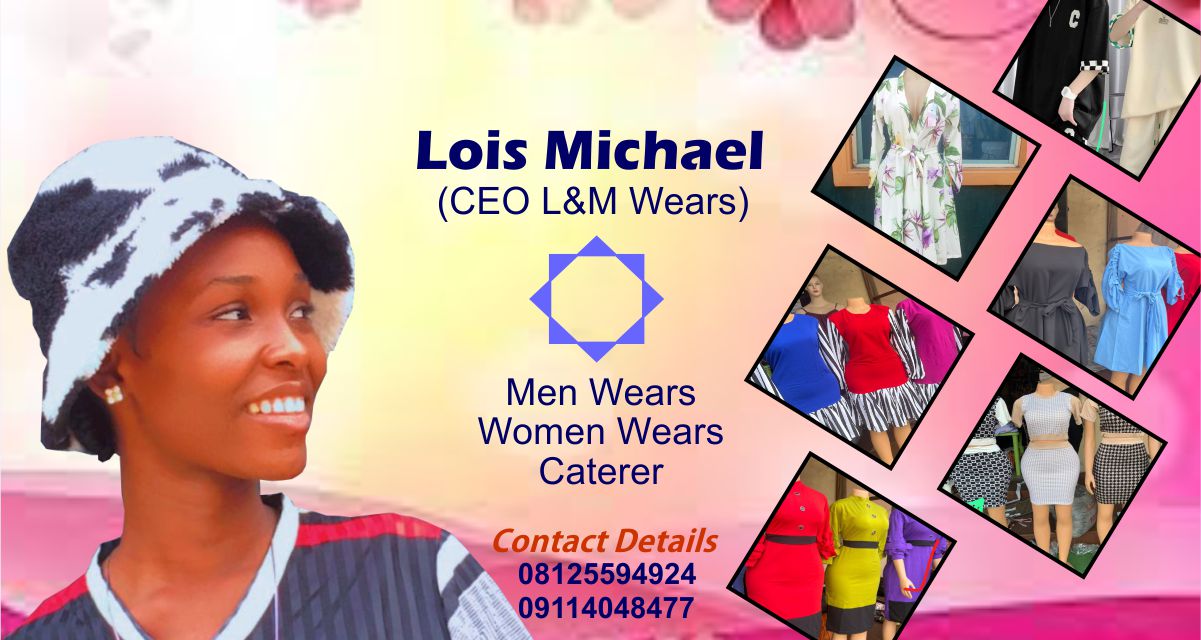 Lois Michael
(CEO L&M Wears)
Men Wears
Women Wears
Caterer
Contact Details
08125594924
09114048477
C